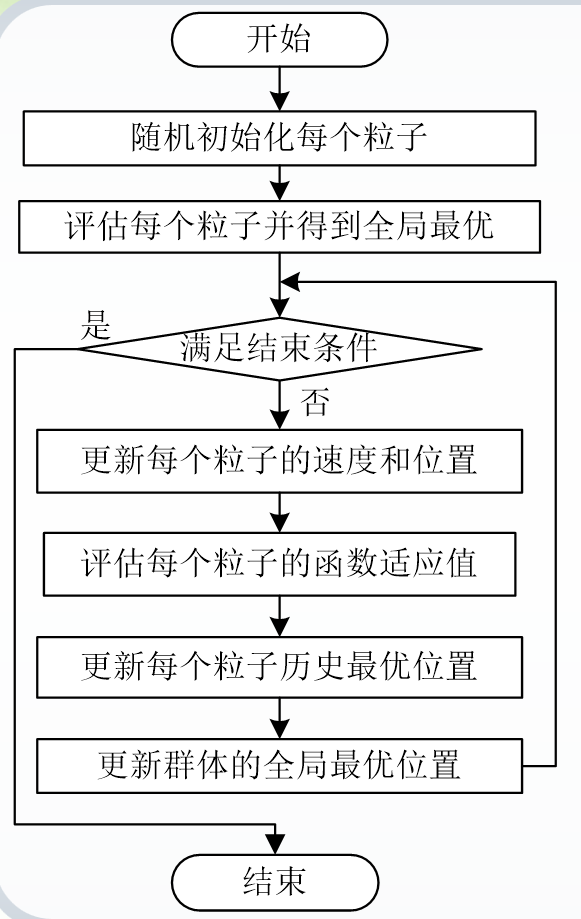 开始
随机初始化每个粒子
评估每个粒子并得到全局最优
是
满足结束条件
否
更新每个粒子的速度和位置
评估每个粒子的函数适应值
更新每个粒子历史最优位置
更新群体的全局最优位置
结束